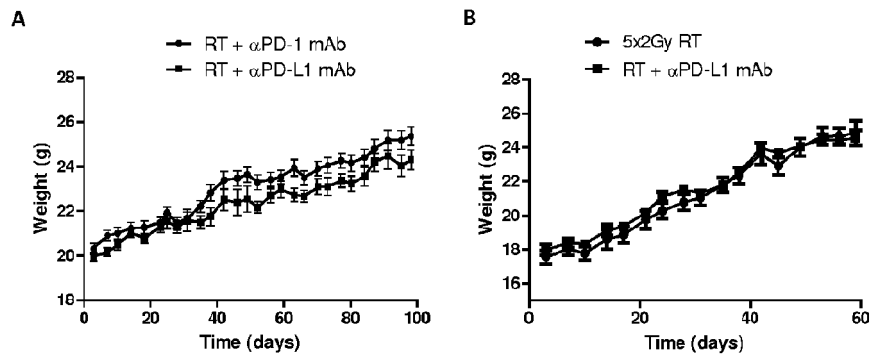 A
RT + αPD-1 mAb
RT + αPD-L1 mAb
28
26
24
22
20
18
Weight (g)
0
20
40
60
80
100
Time (days)
B
5x2Gy RT
RT + αPD-L1 mAb
28
26
24
22
20
18
16
Weight (g)
0
20
40
60
Time (days)